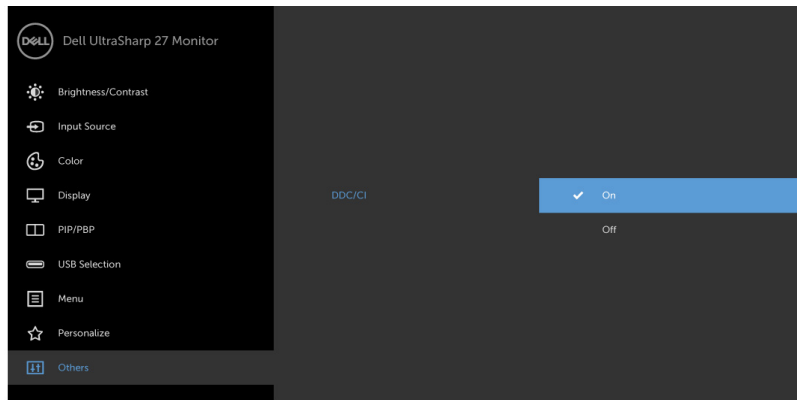 DELL Dell UltraSharp 27 Monitor
Brightness/Contrast
Input Source
Color
Display
DDC/CI
On
PIP/PBP
Off
USB Selection
Menu
Personalize
Others